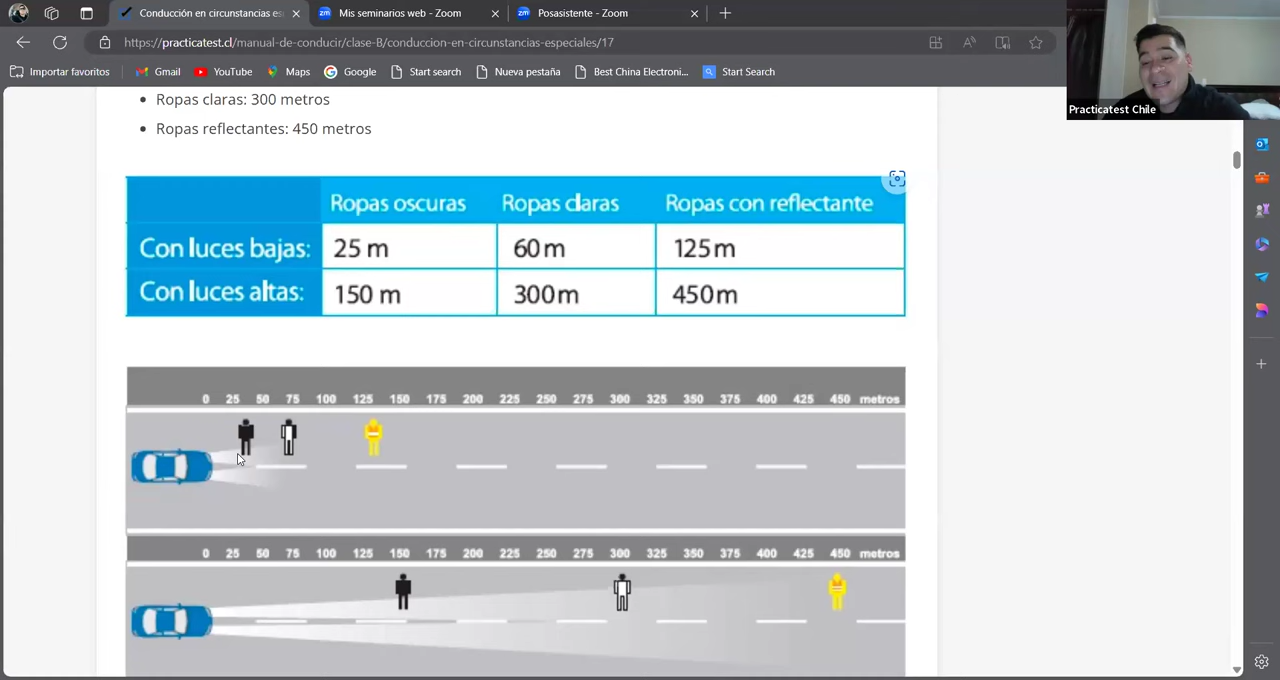 Conducción en circunstancias es
Mis seminarios web - Zoom
Posasistente - Zoom
https://practicatest.cl/manual-de-conducir/clase-B/conduccion-en-circunstancias-especiales/17
Importar favoritos
Gmail
YouTube
Maps
Google
Start search
Nueva pestaña
Best China Electroni...
Start Search
Practicatest Chile
Ropas claras: 300 metros
Ropas reflectantes: 450 metros
Ropas oscuras Ropas claras Ropas con reflectante
Con luces bajas: 25 m 60 m 125 m
Con luces altas: 150 m 300 m 450 m
0 25 50 75 100 125 150 175 200 225 250 275 300 325 350 375 400 425 450 metros
0 25 50 75 100 125 150 175 200 225 250 275 300 325 350 375 400 425 450 metros